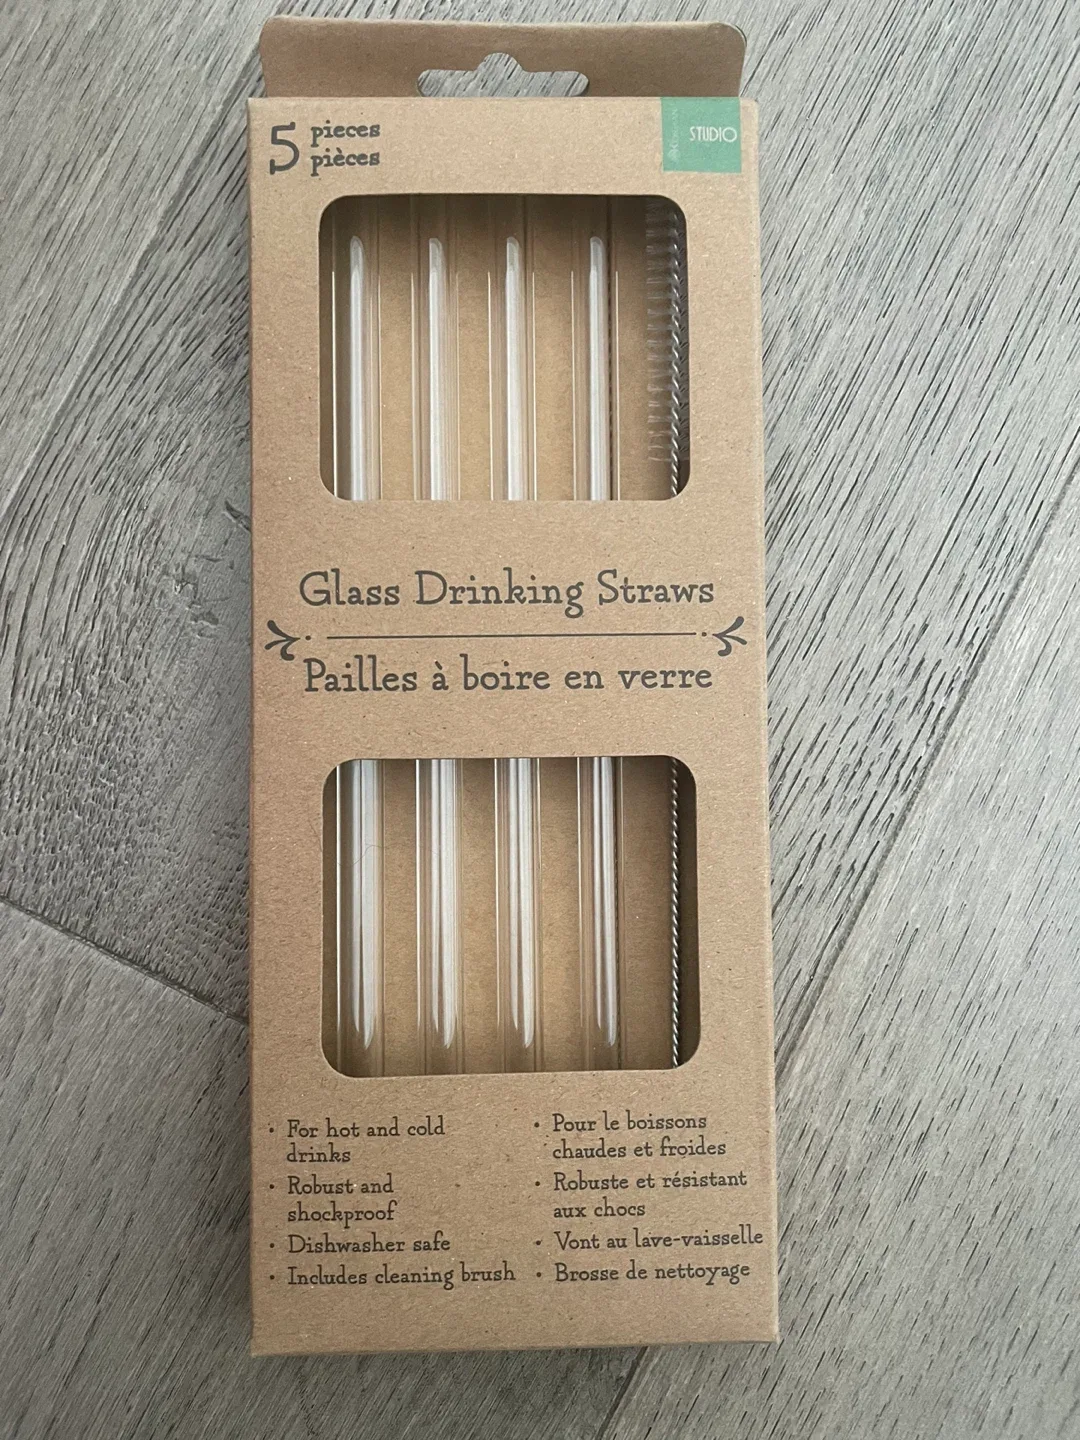 5 pieces
pièces
STUDIO
Glass Drinking Straws
Pailles à boire en verre
• For hot and cold
drinks
• Robust and
shockproof
• Dishwasher safe
• Includes cleaning brush
• Pour le boissons
chaudes et froides
• Robuste et résistant
aux chocs
• Vont au lave-vaisselle
• Brosse de nettoyage